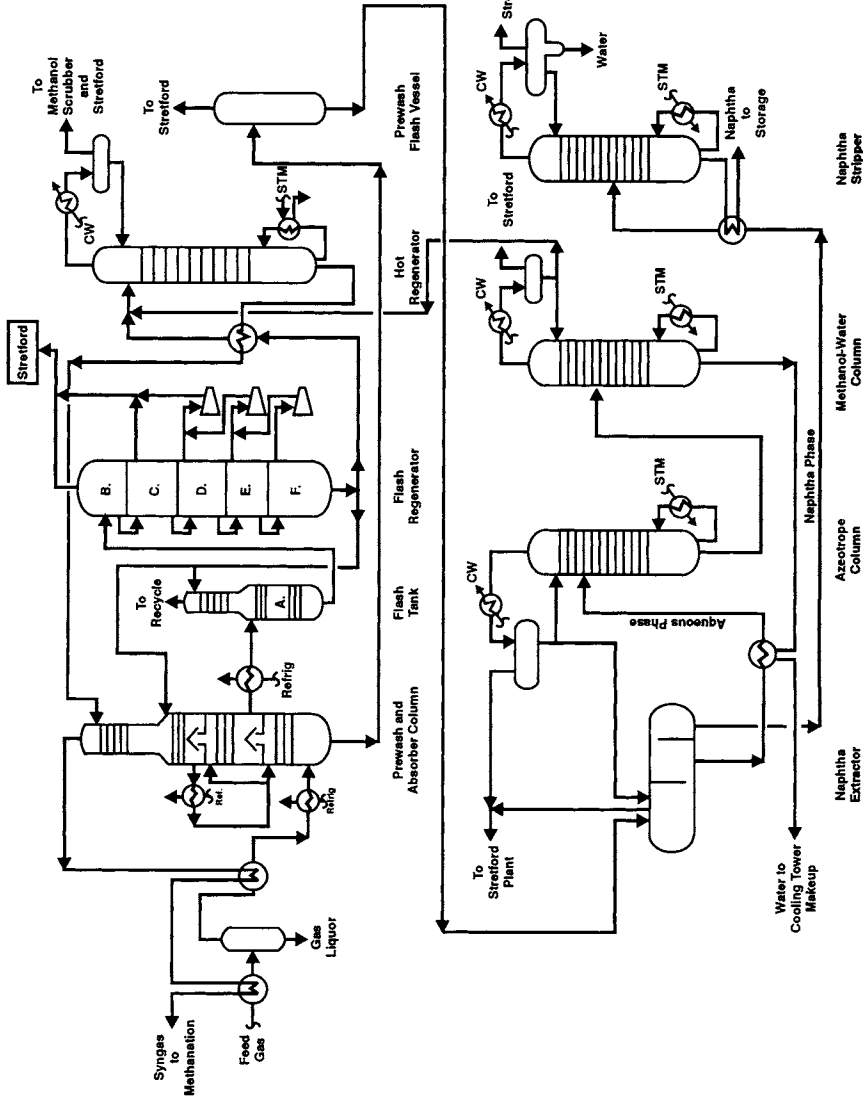 Syngas
to
Methanation
Feed
Gas
Gas
Liquor
Ref.
Refrig
Refrig
Prewash and
Absorber Column
To
Recycle
A.
Flash
Tank
B.
C.
D.
E.
F.
Flash
Regenerator
Stretford
CW
STM
To
Methanol
Scrubber
and
Stretford
Hot
Regenerator
To
Stretford
Prewash
Flash Vessel
To
Stretford
Plant
Water to
Cooling Tower
Makeup
Naphtha
Extractor
CW
Aqueous Phase
STM
Azeotrope
Column
Naphtha Phase
CW
To
Stretford
STM
Methanol-Water
Column
CW
Water
STM
Naphtha
to
Storage
Naphtha
Stripper